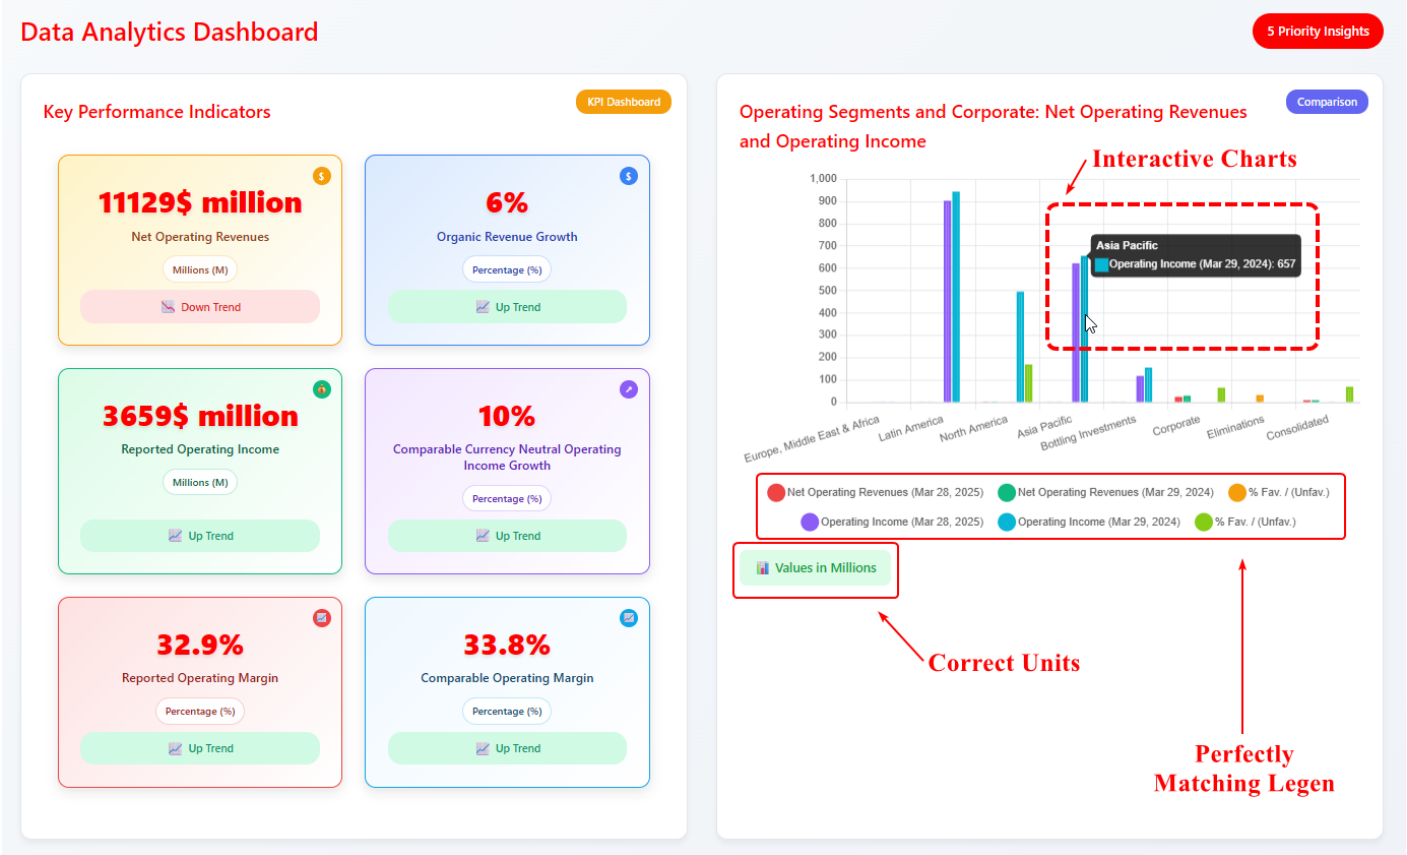 Data Analytics Dashboard
5 Priority Insights
Key Performance Indicators
KPI Dashboard
$
11129$ million
Net Operating Revenues
Millions (M)
Down Trend
$
6%
Organic Revenue Growth
Percentage (%)
Up Trend
3659$ million
Reported Operating Income
Millions (M)
Up Trend
10%
Comparable Currency Neutral Operating
Income Growth
Percentage (%)
Up Trend
32.9%
Reported Operating Margin
Percentage (%)
Up Trend
33.8%
Comparable Operating Margin
Percentage (%)
Up Trend
Operating Segments and Corporate: Net Operating Revenues
and Operating Income
Comparison
Interactive Charts
1,000
900
800
700
600
500
400
300
200
100
0
Asia Pacific
Operating Income (Mar 29, 2024): 657
Europe, Middle East & Africa
Latin America
North America
Asia Pacific
Bottling Investments
Corporate
Eliminations
Consolidated
Net Operating Revenues (Mar 28, 2025)
Net Operating Revenues (Mar 29, 2024)
% Fav. / (Unfav.)
Operating Income (Mar 28, 2025)
Operating Income (Mar 29, 2024)
% Fav. / (Unfav.)
Values in Millions
Correct Units
Perfectly
Matching Legen